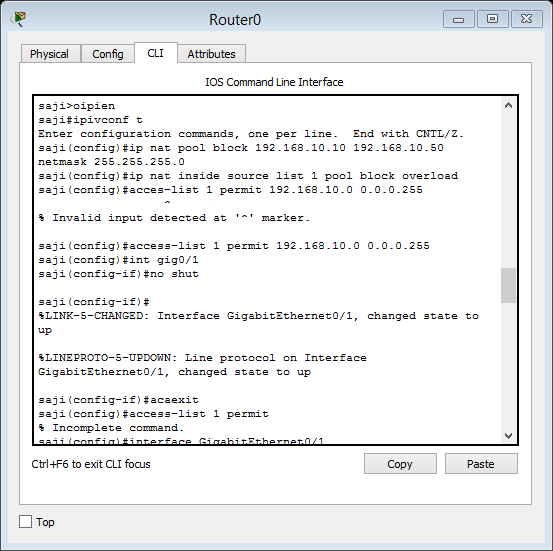 Router0
Physical
Config
CLI
Attributes
IOS Command Line Interface
saji>oipien
saji#ipivconf t
Enter configuration commands, one per line.  End with CNTL/Z.
saji(config)#ip nat pool block 192.168.10.10 192.168.10.50
netmask 255.255.255.0
saji(config)#ip nat inside source list 1 pool block overload
saji(config)#acces-list 1 permit 192.168.10.0 0.0.0.255
^
% Invalid input detected at '^' marker.
saji(config)#access-list 1 permit 192.168.10.0 0.0.0.255
saji(config)#int gig0/1
saji(config-if)#no shut
saji(config-if)#
%LINK-5-CHANGED: Interface GigabitEthernet0/1, changed state to
up
%LINEPROTO-5-UPDOWN: Line protocol on Interface
GigabitEthernet0/1, changed state to up
saji(config-if)#acaexit
saji(config)#access-list 1 permit
% Incomplete command.
saji(config)#interface GigabitEthernet0/1
Ctrl+F6 to exit CLI focus
Copy
Paste
Top